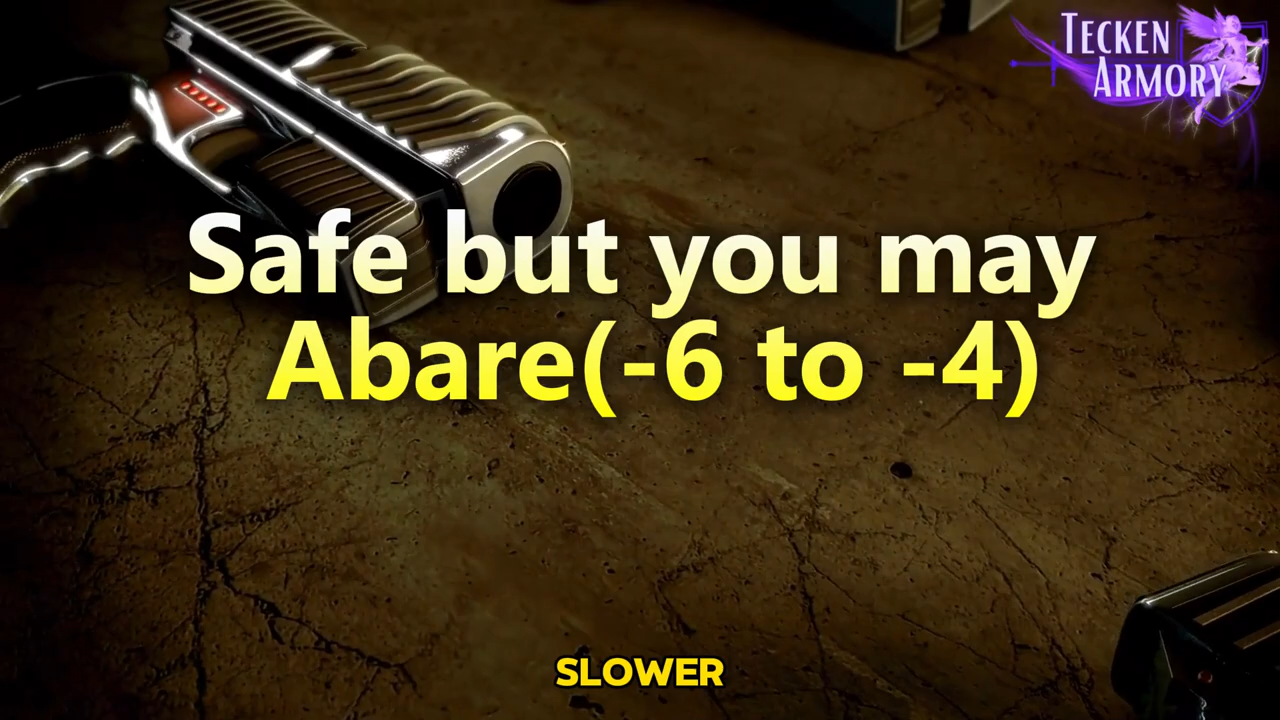 TECKEN
ARMORY
Safe but you may
Abare(-6 to -4)
SLOWER